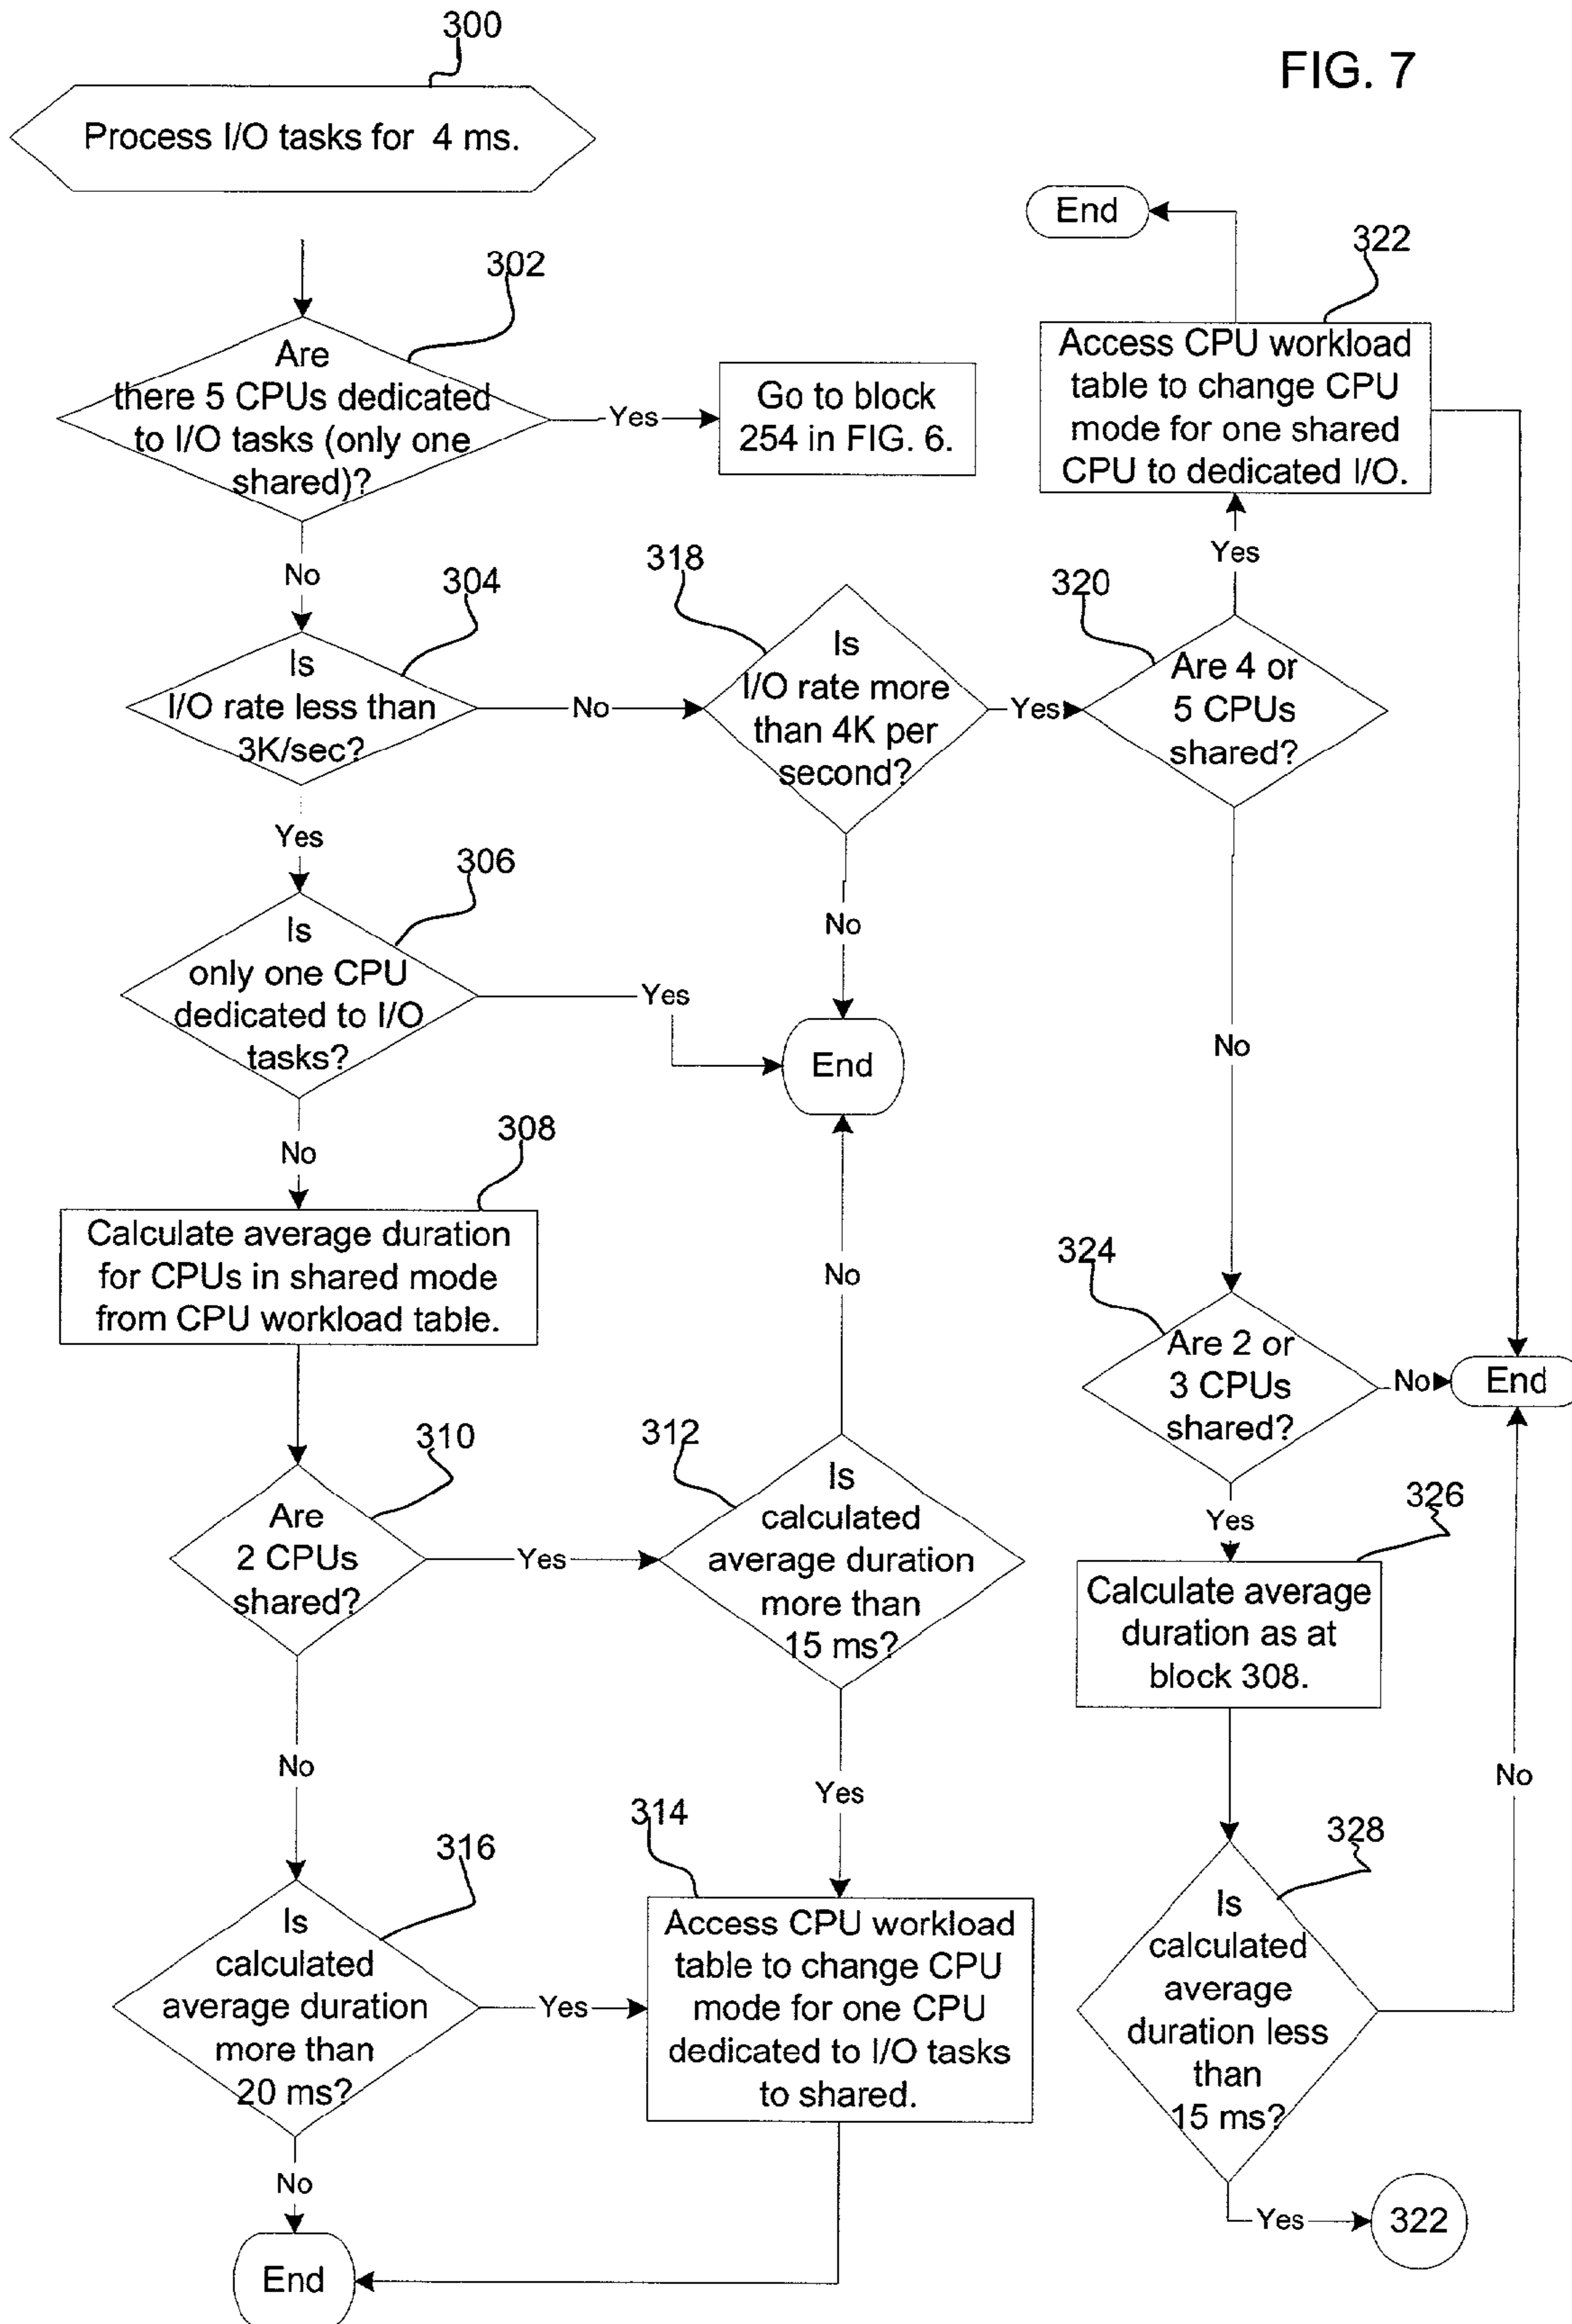 300
FIG. 7
Process I/O tasks for 4 ms.
End
322
302
Access CPU workload
table to change CPU
mode for one shared
CPU to dedicated I/O.
Are
there 5 CPUs dedicated
to I/O tasks (only one
shared)?
Yes
Go to block
254 in FIG. 6.
No
Yes
304
318
320
Is
I/O rate less than
3K/sec?
No
Is
I/O rate more
than 4K per
second?
Yes
Are 4 or
5 CPUs
shared?
Yes
306
No
Is
only one CPU
dedicated to I/O
tasks?
Yes
End
No
No
308
Calculate average duration
for CPUs in shared mode
from CPU workload table.
No
324
Are 2 or
3 CPUs
shared?
No
End
310
312
Are
2 CPUs
shared?
Yes
Is
calculated
average duration
more than
15 ms?
Yes
326
Calculate average
duration as at
block 308.
No
Yes
No
316
314
328
Is
calculated
average duration
more than
20 ms?
Yes
Access CPU workload
table to change CPU
mode for one CPU
dedicated to I/O tasks
to shared.
Is
calculated
average
duration less
than
15 ms?
No
Yes
322
End